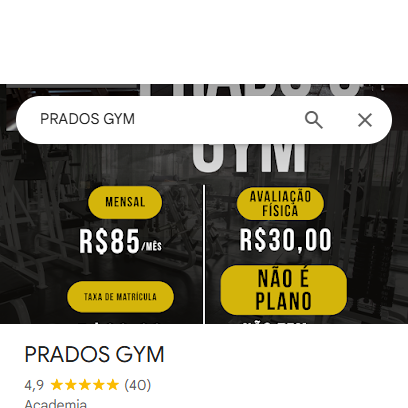 PRADOS GYM
GYM
MENSAL
R$85/MÊS
TAXA DE MATRÍCULA
AVALIAÇÃO
FÍSICA
R$30,00
NÃO É
PLANO
PRADOS GYM
4,9 (40)
Academia